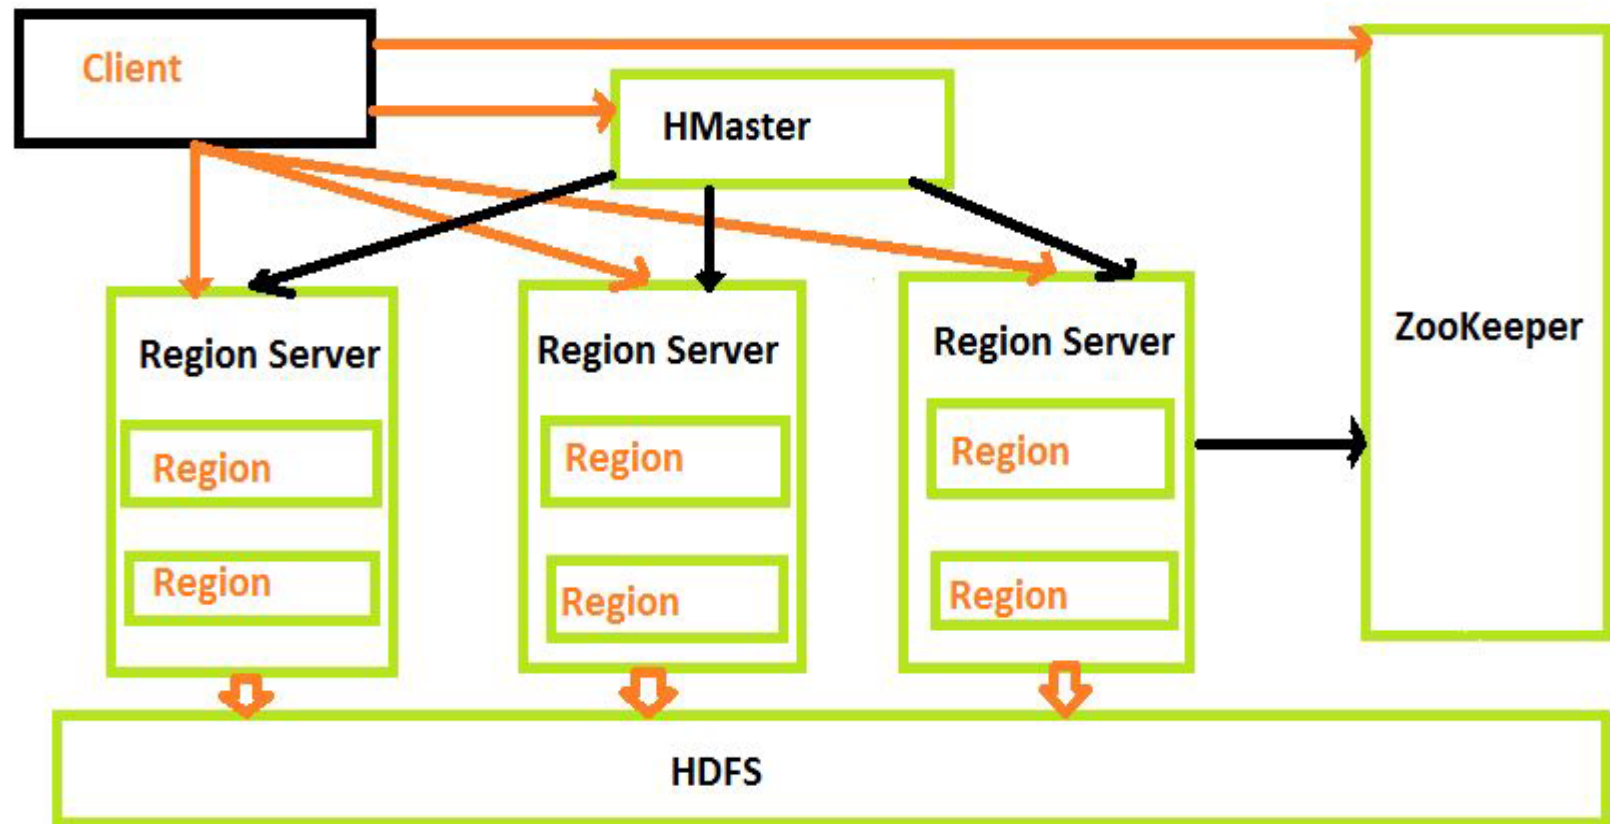 Client
HMaster
Region Server
Region Server
Region Server
ZooKeeper
Region
Region
Region
Region
Region
Region
HDFS